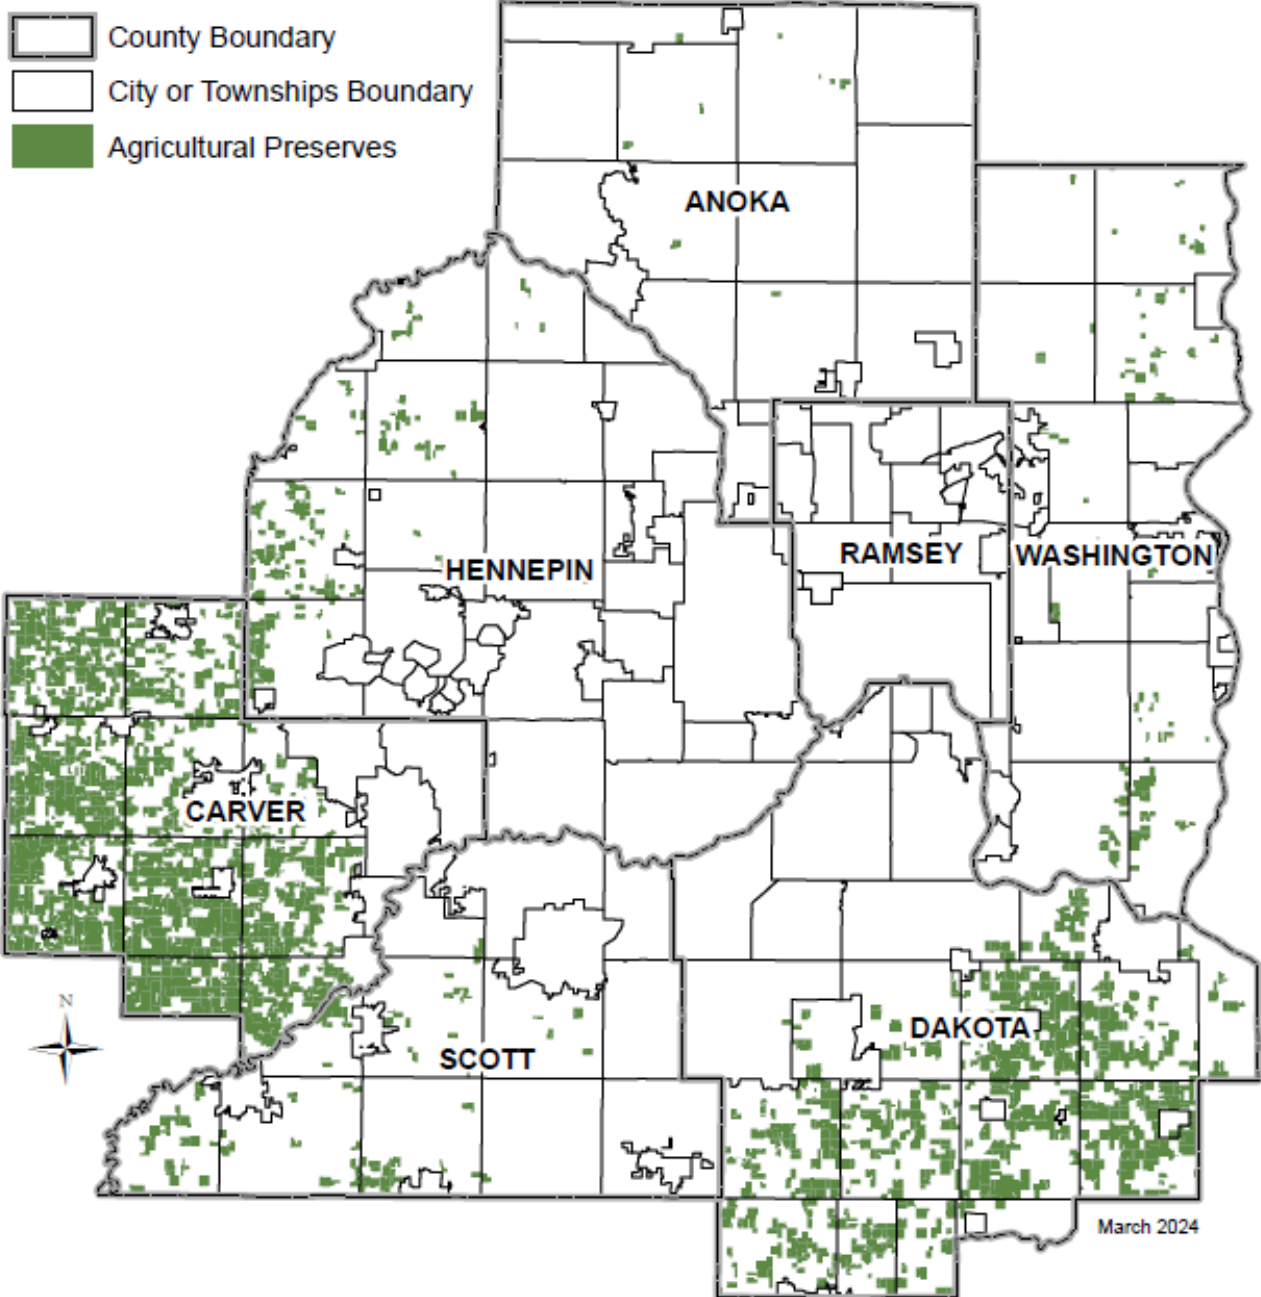 County Boundary
City or Townships Boundary
Agricultural Preserves
ANOKA
HENNEPIN
RAMSEY
WASHINGTON
CARVER
N
DAKOTA
SCOTT
March 2024